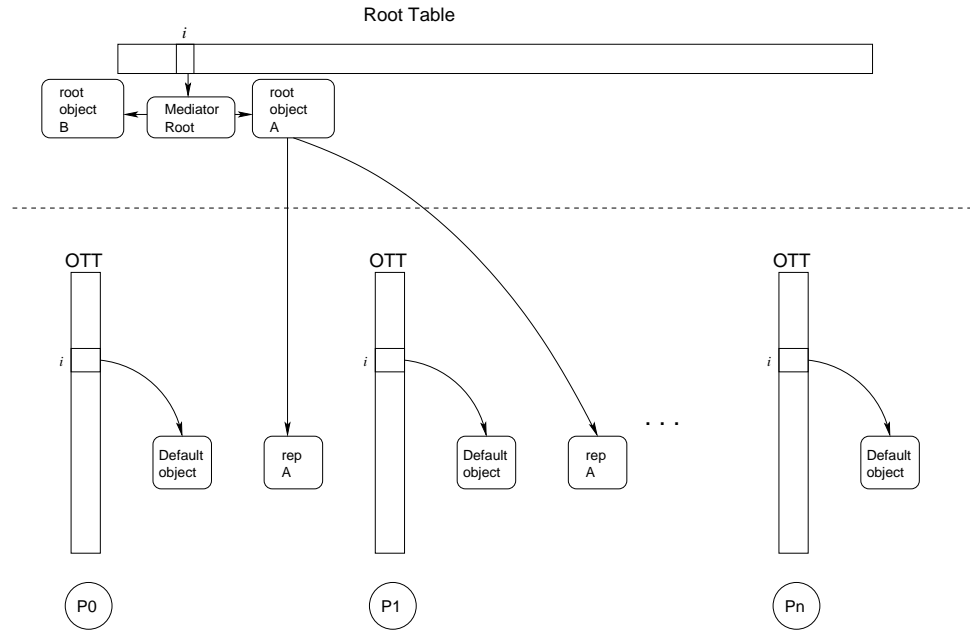 Root Table
i
root
object
B
Mediator
Root
root
object
A
OTT
OTT
OTT
i
i
i
Default
object
rep
A
Default
object
rep
A
. . .
Default
object
P0
P1
Pn